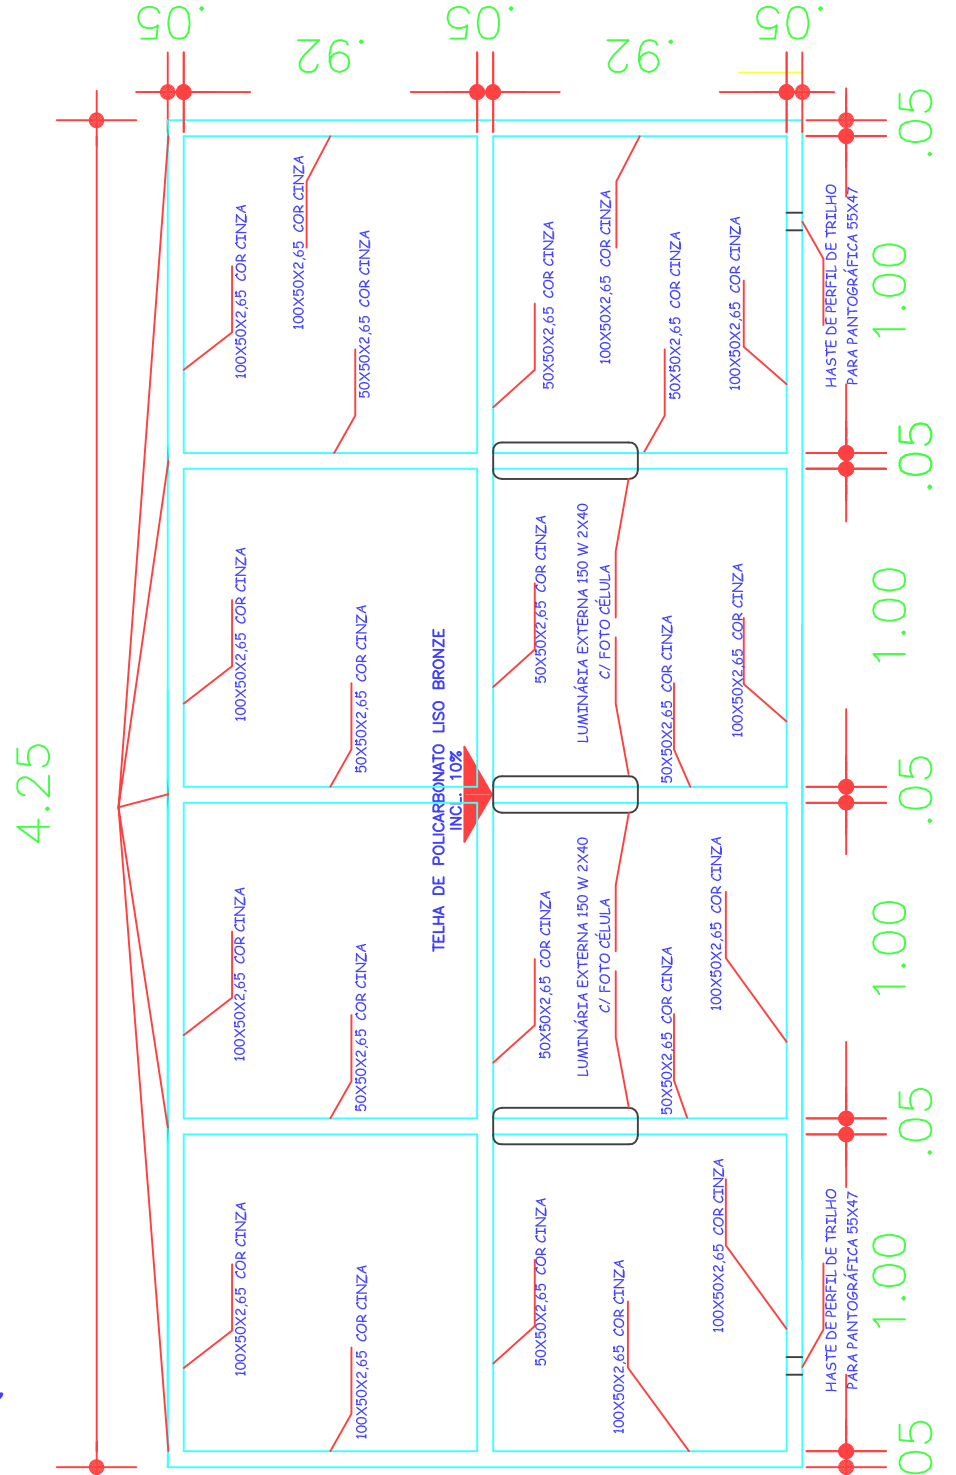 4.25
.05
.92
.05
.92
.05
100X50X2,65 COR CINZA
100X50X2,65 COR CINZA
100X50X2,65 COR CINZA
100X50X2,65 COR CINZA
100X50X2,65 COR CINZA
50X50X2,65 COR CINZA
50X50X2,65 COR CINZA
50X50X2,65 COR CINZA
100X50X2,65 COR CINZA
TELHA DE POLICARBONATO LISO BRONZE
INCL. 10%
50X50X2,65 COR CINZA
50X50X2,65 COR CINZA
50X50X2,65 COR CINZA
50X50X2,65 COR CINZA
LUMINÁRIA EXTERNA 150 W 2X40
C/ FOTO CÉLULA
LUMINÁRIA EXTERNA 150 W 2X40
C/ FOTO CÉLULA
100X50X2,65 COR CINZA
100X50X2,65 COR CINZA
50X50X2,65 COR CINZA
50X50X2,65 COR CINZA
50X50X2,65 COR CINZA
100X50X2,65 COR CINZA
100X50X2,65 COR CINZA
100X50X2,65 COR CINZA
100X50X2,65 COR CINZA
HASTE DE PERFIL DE TRILHO
PARA PANTOGRÁFICA 55X47
HASTE DE PERFIL DE TRILHO
PARA PANTOGRÁFICA 55X47
1.00
1.00
1.00
1.00
05
.05
.05
.05
.05